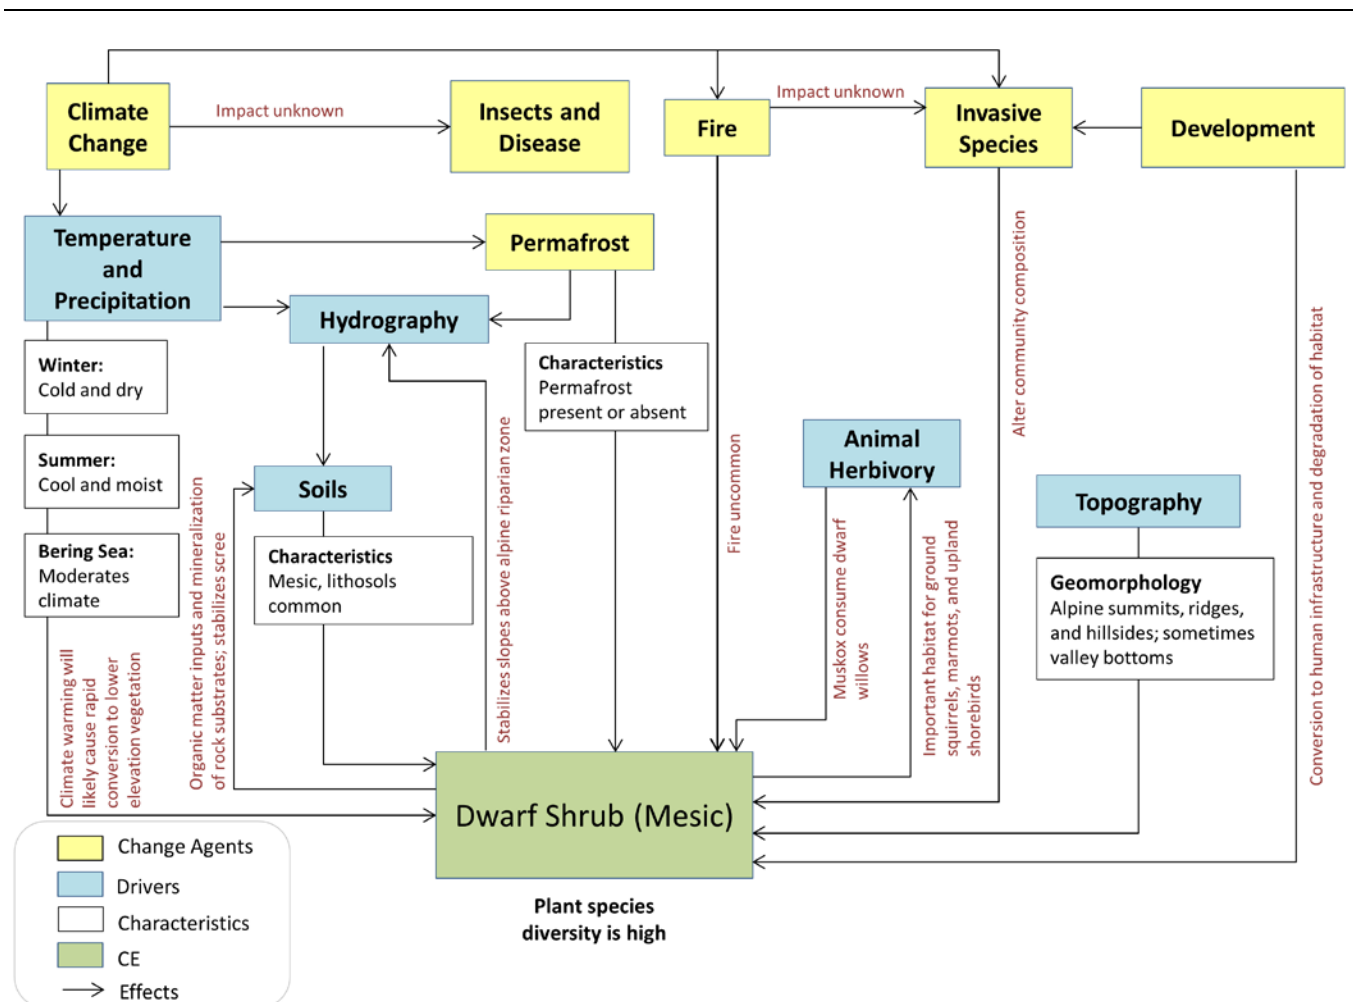 Climate
Change
Impact unknown
Insects and
Disease
Fire
Impact unknown
Invasive
Species
Development
Temperature
and
Precipitation
Permafrost
Hydrography
Winter:
Cold and dry
Summer:
Cool and moist
Bering Sea:
Moderates
climate
Characteristics
Permafrost
present or absent
Soils
Characteristics
Mesic, lithosols
common
Animal
Herbivory
Topography
Geomorphology
Alpine summits, ridges,
and hillsides; sometimes
valley bottoms
Climate warming will
likely cause rapid
conversion to lower
elevation vegetation
Organic matter inputs and mineralization
of rock substrates; stabilizes scree
Stabilizes slopes above alpine riparian zone
Fire uncommon
Muskox consume dwarf
willows
Important habitat for ground
squirrels, marmots, and upland
shorebirds
Alter community composition
Conversion to human infrastructure and degradation of habitat
Dwarf Shrub (Mesic)
Plant species
diversity is high
Change Agents
Drivers
Characteristics
CE
Effects